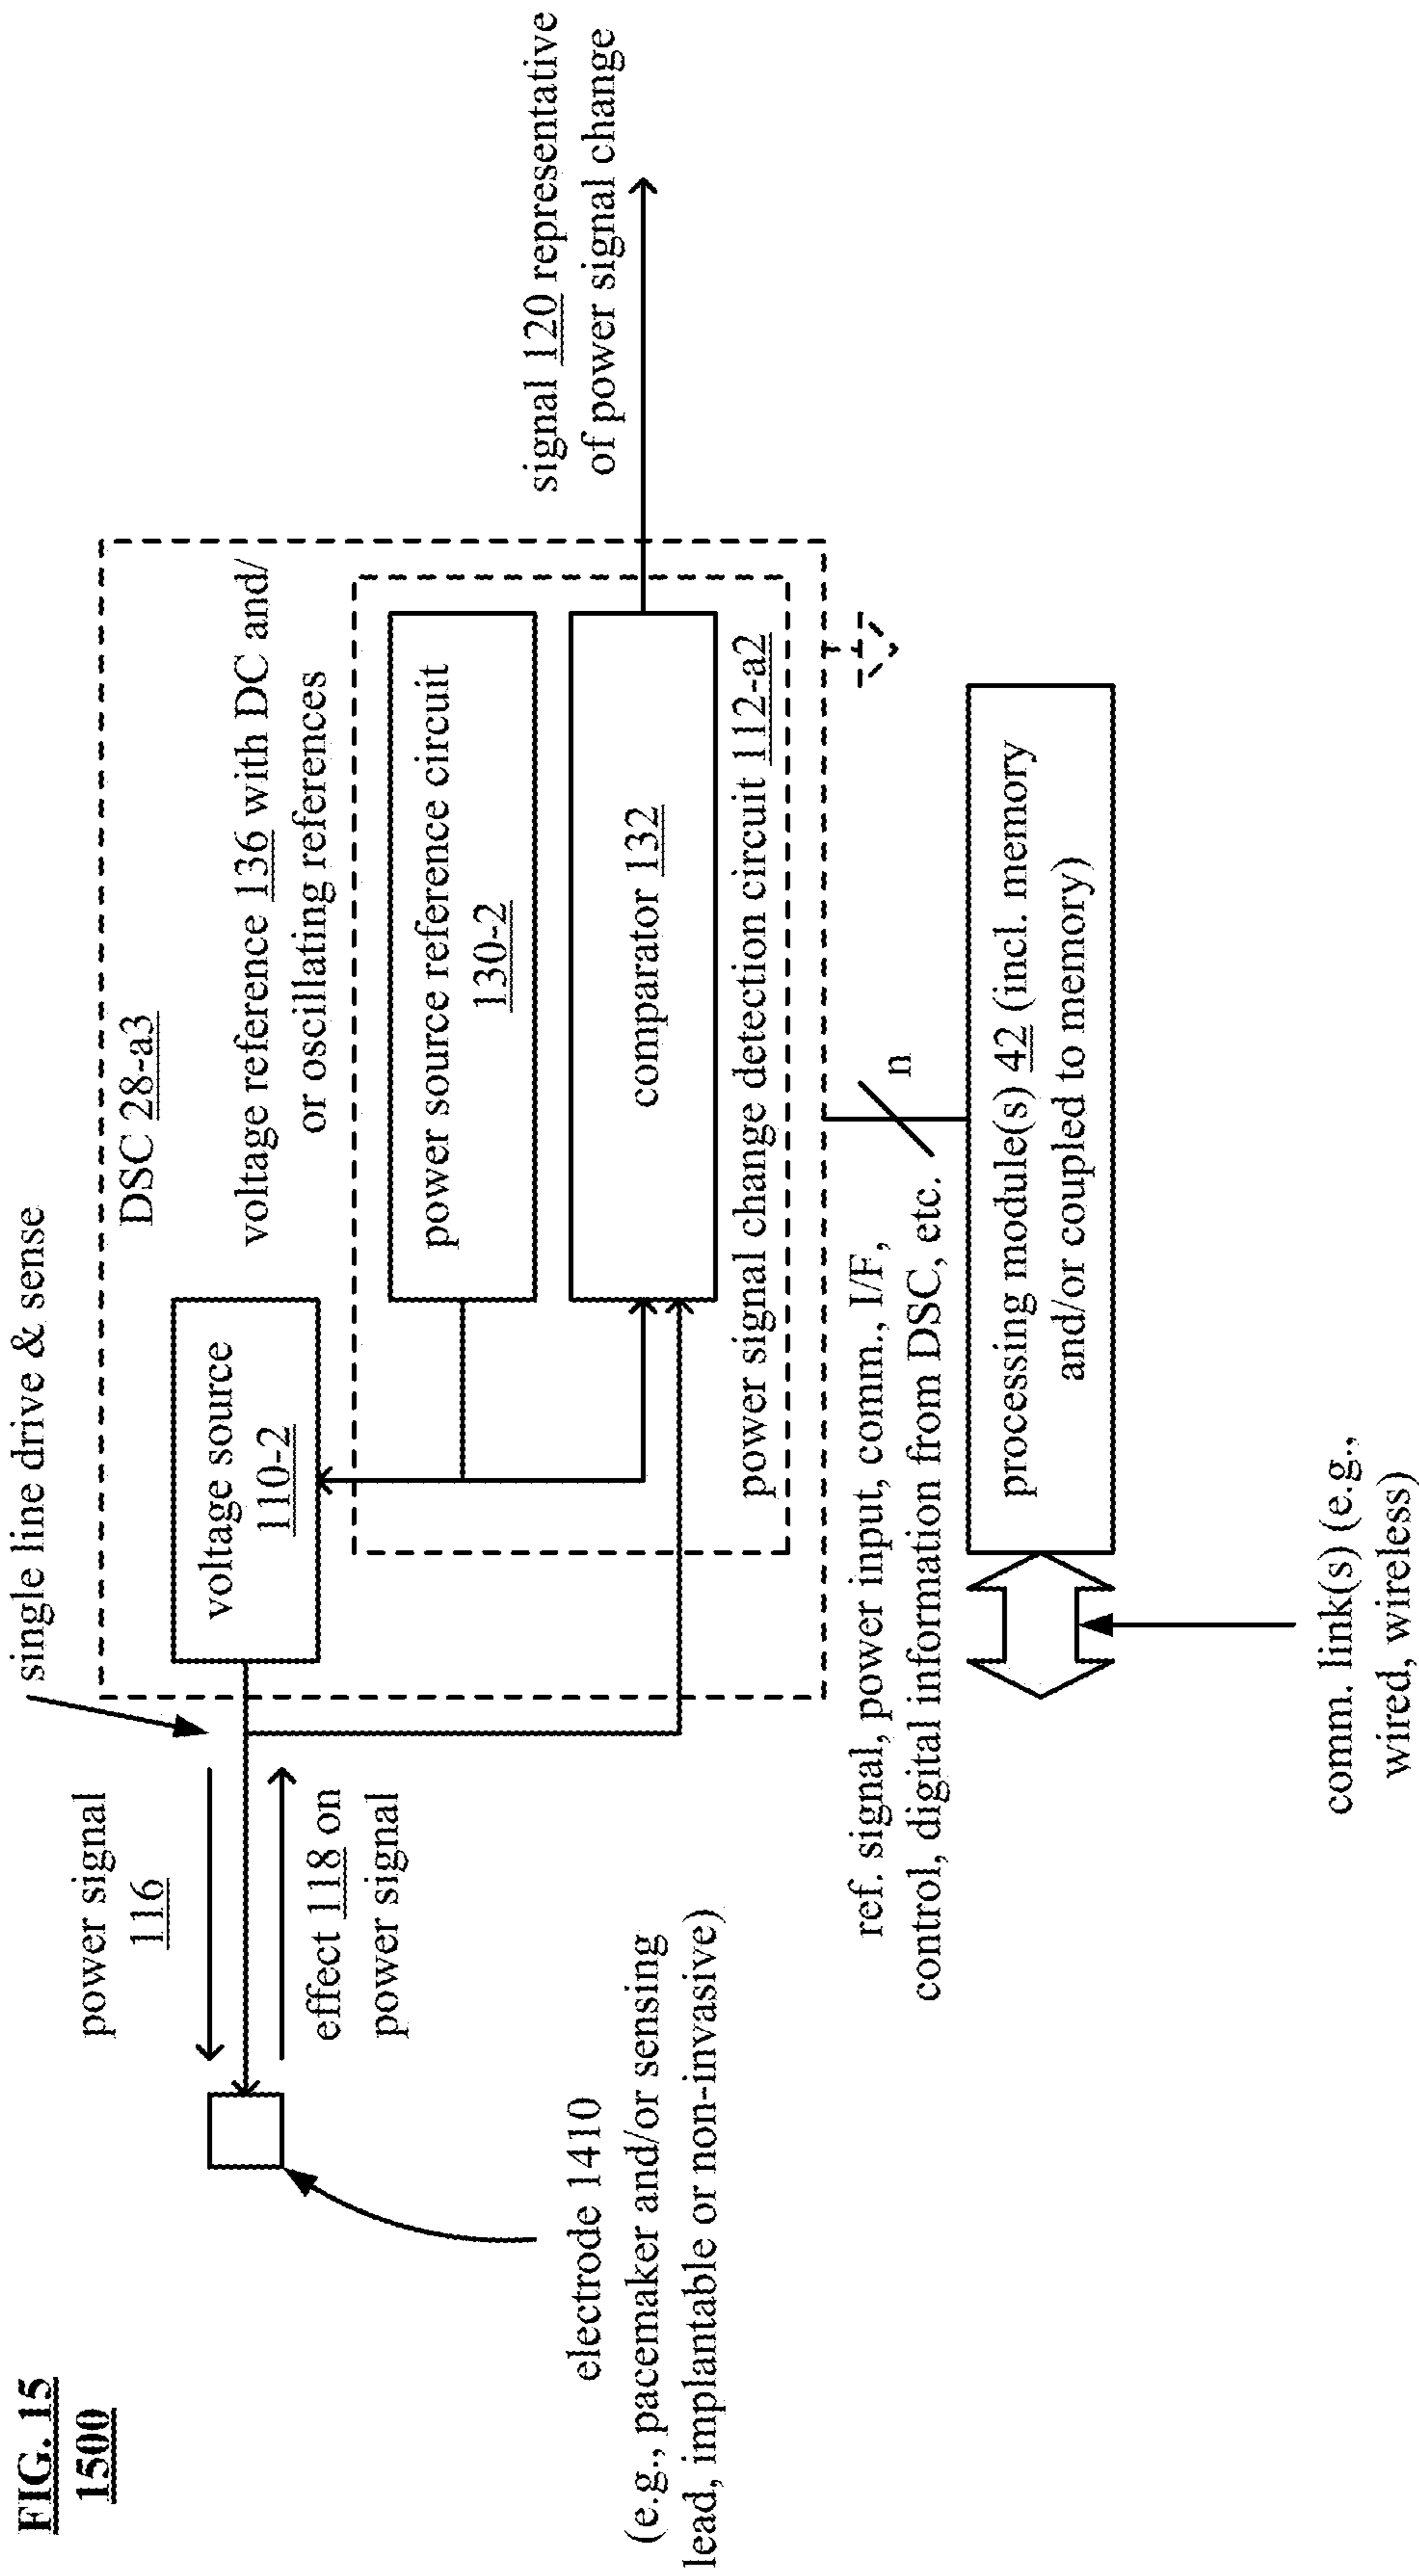 FIG. 15
1500
single line drive & sense
power signal
116
effect 118 on
power signal
electrode 1410
(e.g., pacemaker and/or sensing
lead, implantable or non-invasive)
DSC 28-a3
voltage source
110-2
voltage reference 136 with DC and/
or oscillating references
power source reference circuit
130-2
comparator 132
power signal change detection circuit 112-a2
signal 120 representative
of power signal change
ref. signal, power input, comm., I/F,
control, digital information from DSC, etc.
n
processing module(s) 42 (incl. memory
and/or coupled to memory)
comm. link(s) (e.g.,
wired, wireless)